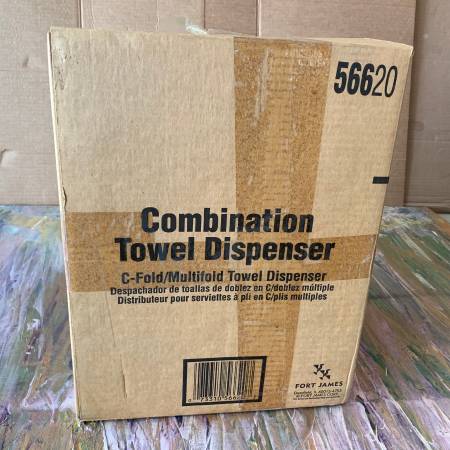 56620
Combination
Towel Dispenser
C-Fold/Multifold Towel Dispenser
Despachador de toallas de doblez en C/doblez múltiple
Distributeur pour serviettes à pli en C/plis multiples
FORT JAMES